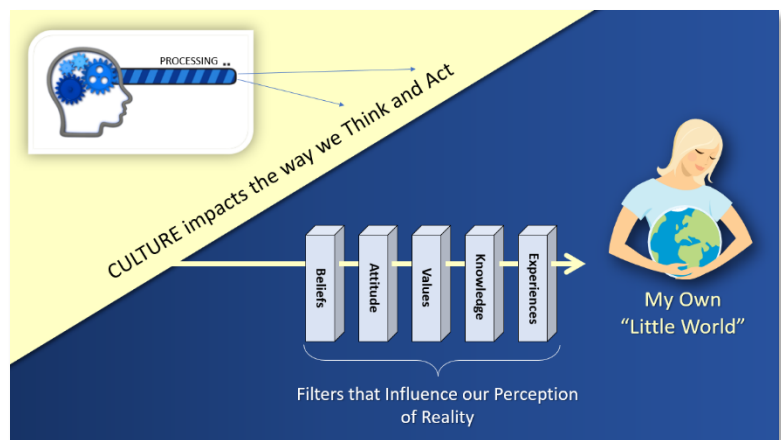 PROCESSING ..
CULTURE impacts the way we Think and Act
Beliefs
Attitude
Values
Knowledge
Experiences
My Own
“Little World”
Filters that Influence our Perception
of Reality